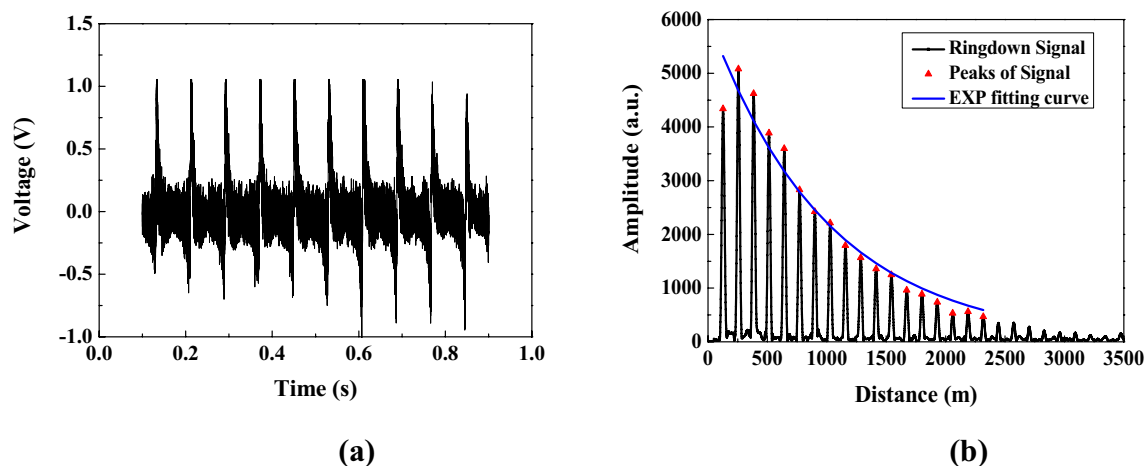 1.5
1.0
0.5
0.0
-0.5
-1.0
Voltage (V)
0.0 0.2 0.4 0.6 0.8 1.0
Time (s)
(a)
6000
5000
4000
3000
2000
1000
0
Amplitude (a.u.)
Ringdown Signal
Peaks of Signal
EXP fitting curve
0 500 1000 1500 2000 2500 3000 3500
Distance (m)
(b)